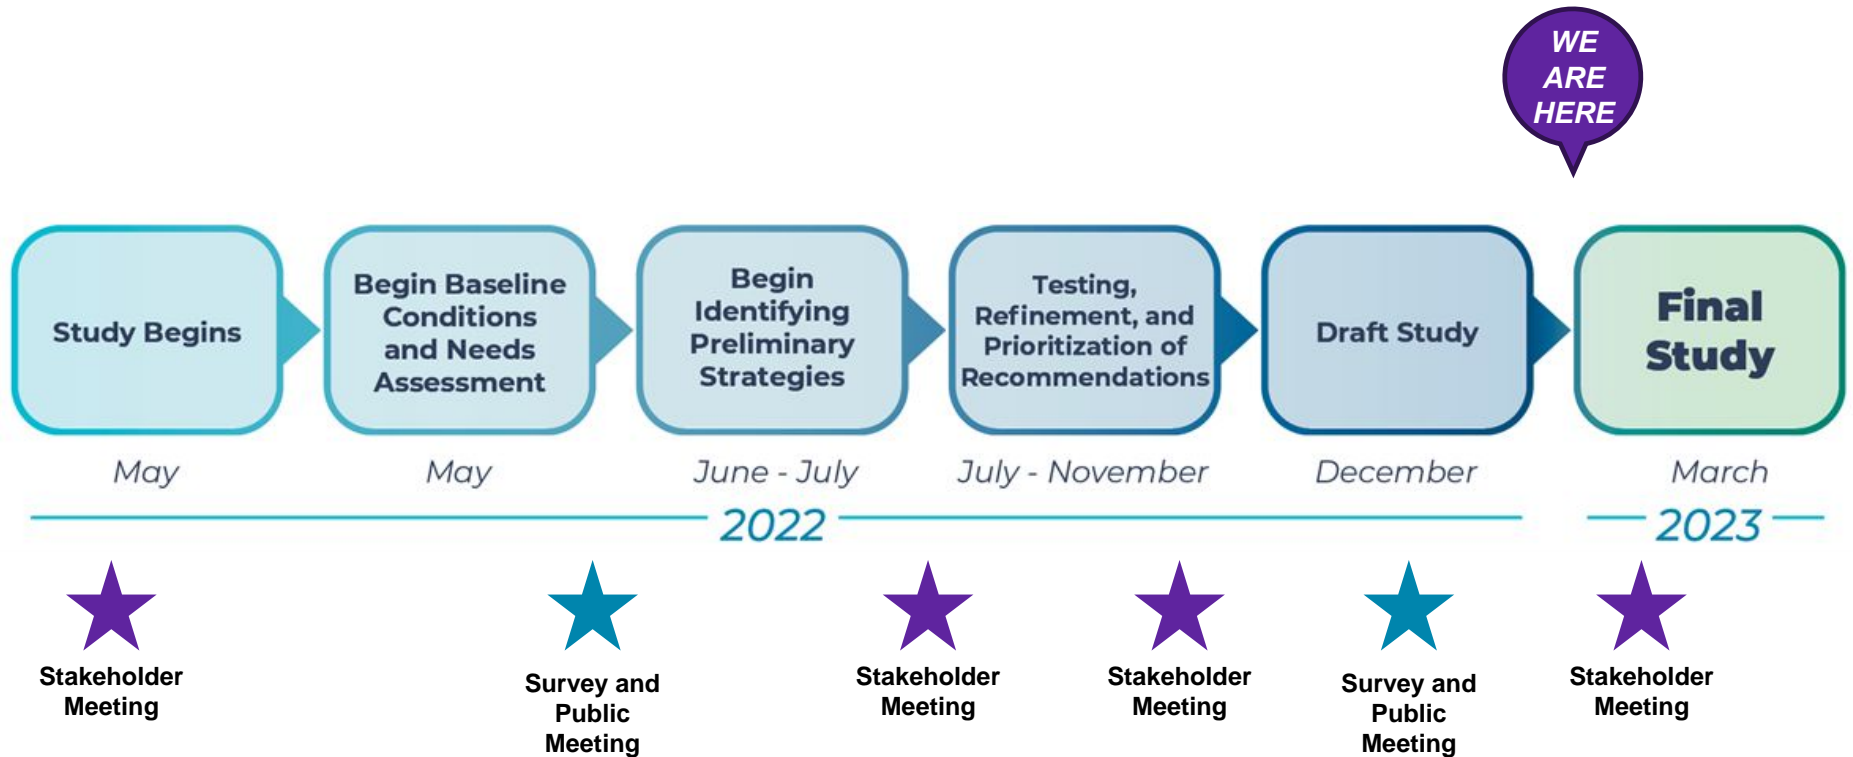 WE
ARE
HERE
Study Begins
Begin Baseline
Conditions
and Needs
Assessment
Begin
Identifying
Preliminary
Strategies
Testing,
Refinement, and
Prioritization of
Recommendations
Draft Study
Final
Study
May
May
June - July
July - November
December
March
2022
2023
Stakeholder
Meeting
Survey and
Public
Meeting
Stakeholder
Meeting
Stakeholder
Meeting
Survey and
Public
Meeting
Stakeholder
Meeting